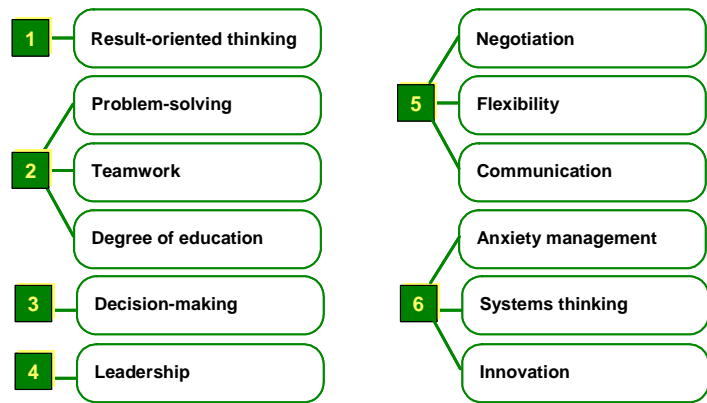 1
Result-oriented thinking
2
Problem-solving
Teamwork
Degree of education
3
Decision-making
4
Leadership
5
Negotiation
Flexibility
Communication
6
Anxiety management
Systems thinking
Innovation